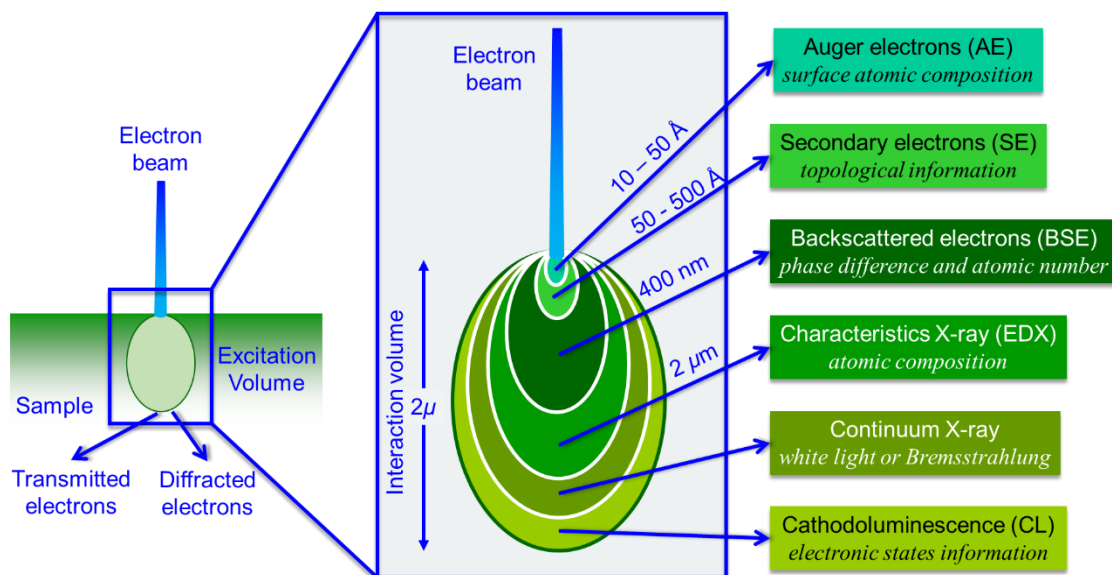 Electron
beam
Excitation
Volume
Sample
Transmitted
electrons
Diffracted
electrons
Electron
beam
10 – 50 Å
50 - 500 Å
400 nm
2 µm
Interaction volume
2µ
Auger electrons (AE)
surface atomic composition
Secondary electrons (SE)
topological information
Backscattered electrons (BSE)
phase difference and atomic number
Characteristics X-ray (EDX)
atomic composition
Continuum X-ray
white light or Bremsstrahlung
Cathodoluminescence (CL)
electronic states information